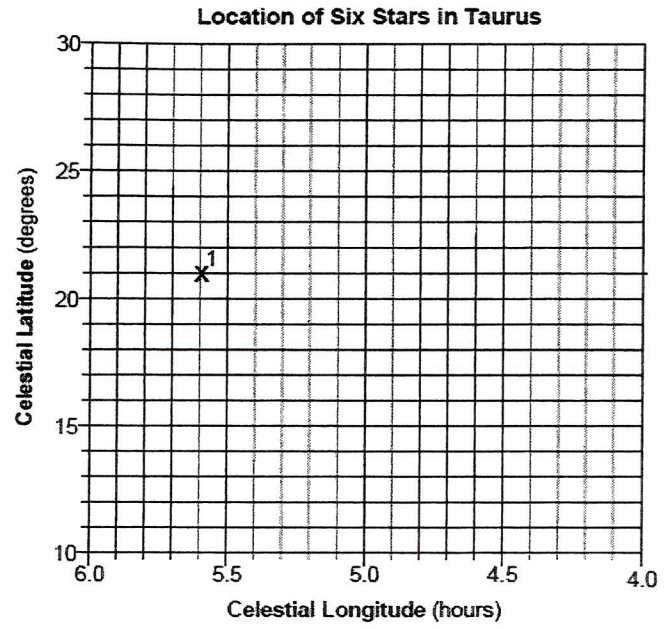 Location of Six Stars in Taurus
30
25
20
15
10
Celestial Latitude (degrees)
X 1
6.0 5.5 5.0 4.5 4.0
Celestial Longitude (hours)